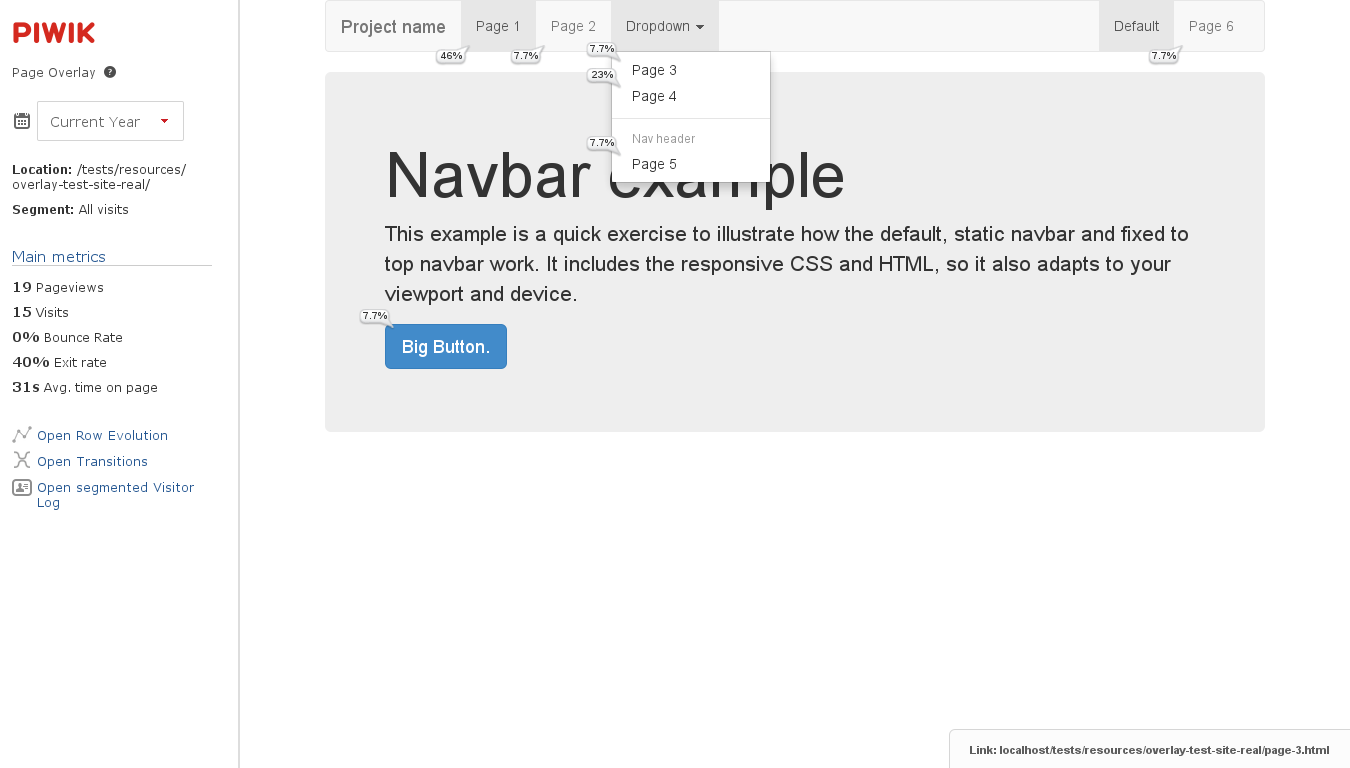 PIWIK
Page Overlay ?
Current Year
Location: /tests/resources/
overlay-test-site-real/
Segment: All visits
Main metrics
19 Pageviews
15 Visits
0% Bounce Rate
40% Exit rate
31s Avg. time on page
Open Row Evolution
Open Transitions
Open segmented Visitor
Log
Project name Page 1 Page 2 Dropdown Default Page 6
46% 7.7% 7.7% 7.7%
Page 3
23%
Page 4
Nav header
7.7%
Page 5
Navbar example
This example is a quick exercise to illustrate how the default, static navbar and fixed to
top navbar work. It includes the responsive CSS and HTML, so it also adapts to your
viewport and device.
7.7%
Big Button.
Link: localhost/tests/resources/overlay-test-site-real/page-3.html